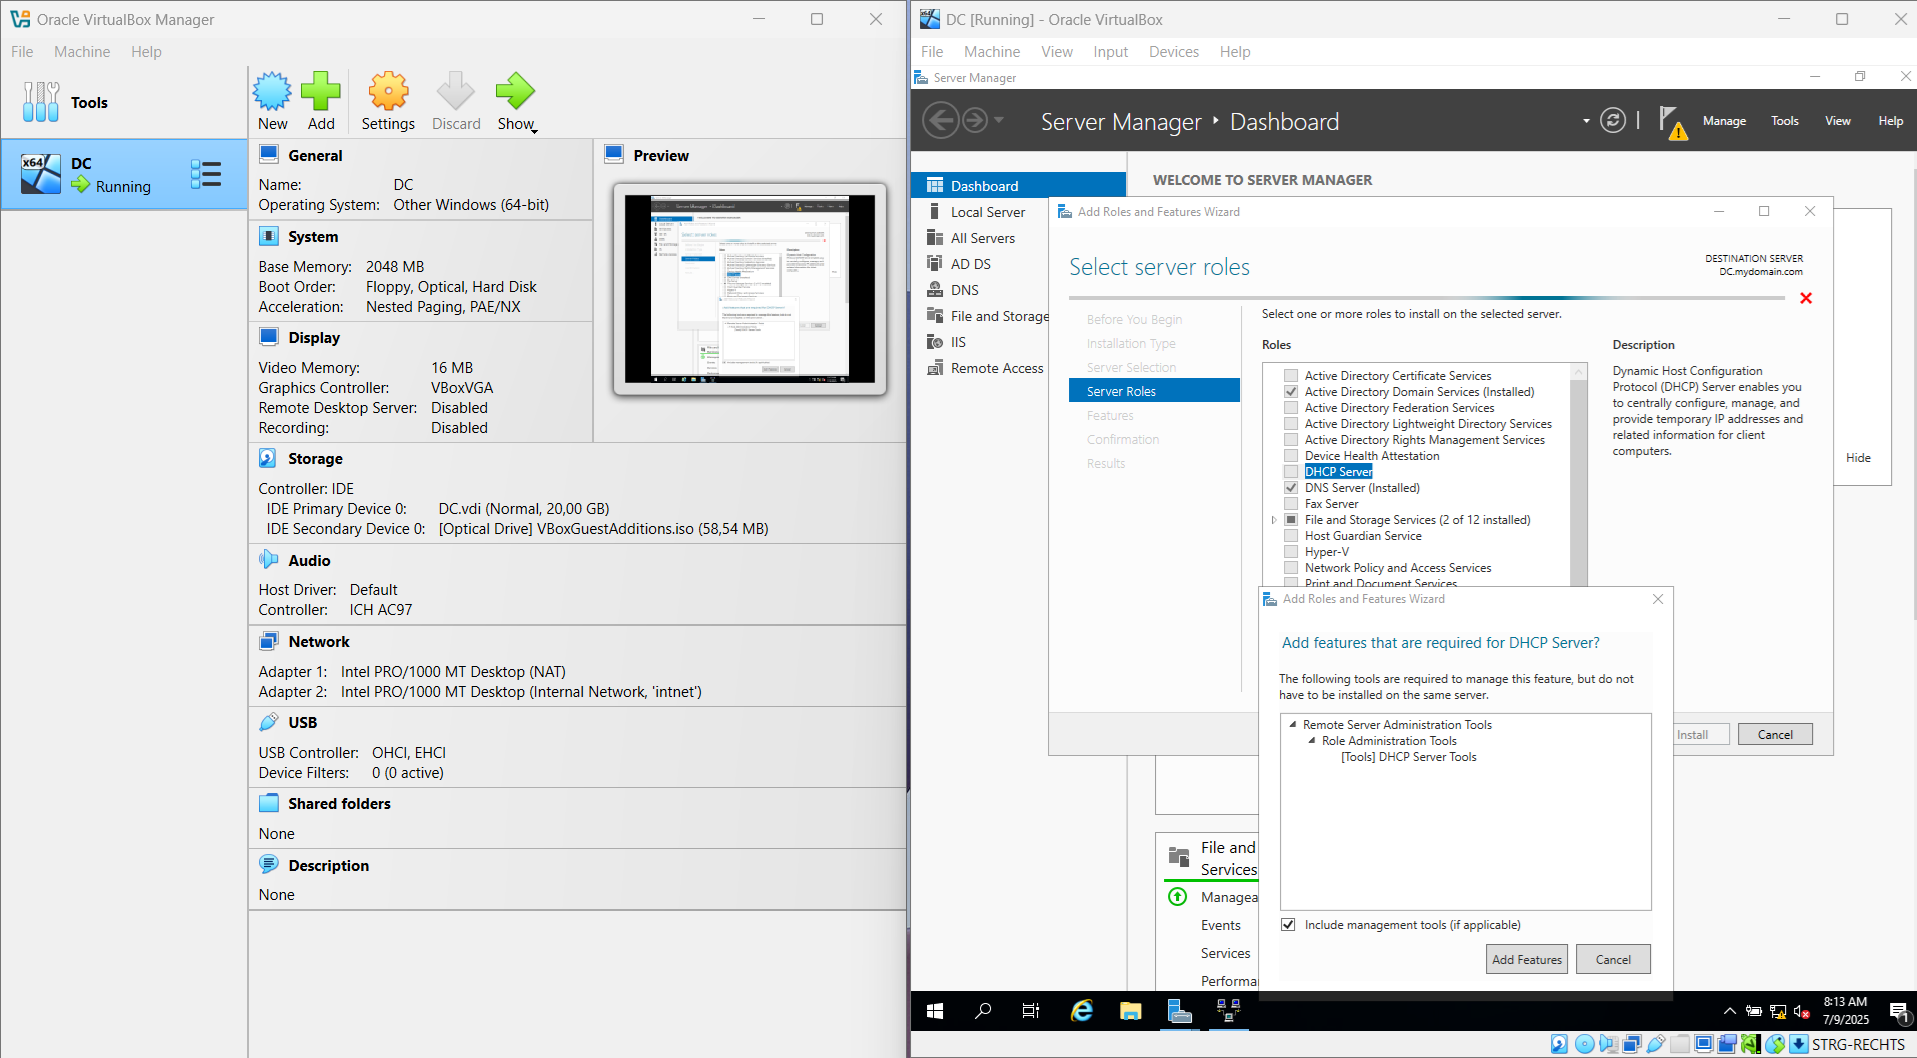 Oracle VirtualBox Manager
File Machine Help
Tools
New Add Settings Discard Show
DC
Running
General
Name: DC
Operating System: Other Windows (64-bit)
System
Base Memory: 2048 MB
Boot Order: Floppy, Optical, Hard Disk
Acceleration: Nested Paging, PAE/NX
Display
Video Memory: 16 MB
Graphics Controller: VBoxVGA
Remote Desktop Server: Disabled
Recording: Disabled
Preview
Storage
Controller: IDE
IDE Primary Device 0: DC.vdi (Normal, 20,00 GB)
IDE Secondary Device 0: [Optical Drive] VBoxGuestAdditions.iso (58,54 MB)
Audio
Host Driver: Default
Controller: ICH AC97
Network
Adapter 1: Intel PRO/1000 MT Desktop (NAT)
Adapter 2: Intel PRO/1000 MT Desktop (Internal Network, 'intnet')
USB
USB Controller: OHCI, EHCI
Device Filters: 0 (0 active)
Shared folders
None
Description
None
DC [Running] - Oracle VirtualBox
File Machine View Input Devices Help
Server Manager
Server Manager Dashboard
Manage Tools View Help
Dashboard
Local Server
All Servers
AD DS
DNS
File and Storage
IIS
Remote Access
WELCOME TO SERVER MANAGER
Add Roles and Features Wizard
Select server roles
DESTINATION SERVER
DC.mydomain.com
Before You Begin
Installation Type
Server Selection
Server Roles
Features
Confirmation
Results
Select one or more roles to install on the selected server.
Roles
Active Directory Certificate Services
Active Directory Domain Services (Installed)
Active Directory Federation Services
Active Directory Lightweight Directory Services
Active Directory Rights Management Services
Device Health Attestation
DHCP Server
DNS Server (Installed)
Fax Server
File and Storage Services (2 of 12 installed)
Host Guardian Service
Hyper-V
Network Policy and Access Services
Print and Document Services
Description
Dynamic Host Configuration
Protocol (DHCP) Server enables you
to centrally configure, manage, and
provide temporary IP addresses and
related information for client
computers.
Hide
Install Cancel
Add Roles and Features Wizard
Add features that are required for DHCP Server?
The following tools are required to manage this feature, but do not
have to be installed on the same server.
Remote Server Administration Tools
Role Administration Tools
[Tools] DHCP Server Tools
Include management tools (if applicable)
Add Features Cancel
File and
Services
Managea
Events
Services
Performa
8:13 AM
7/9/2025
1
STRG-RECHTS